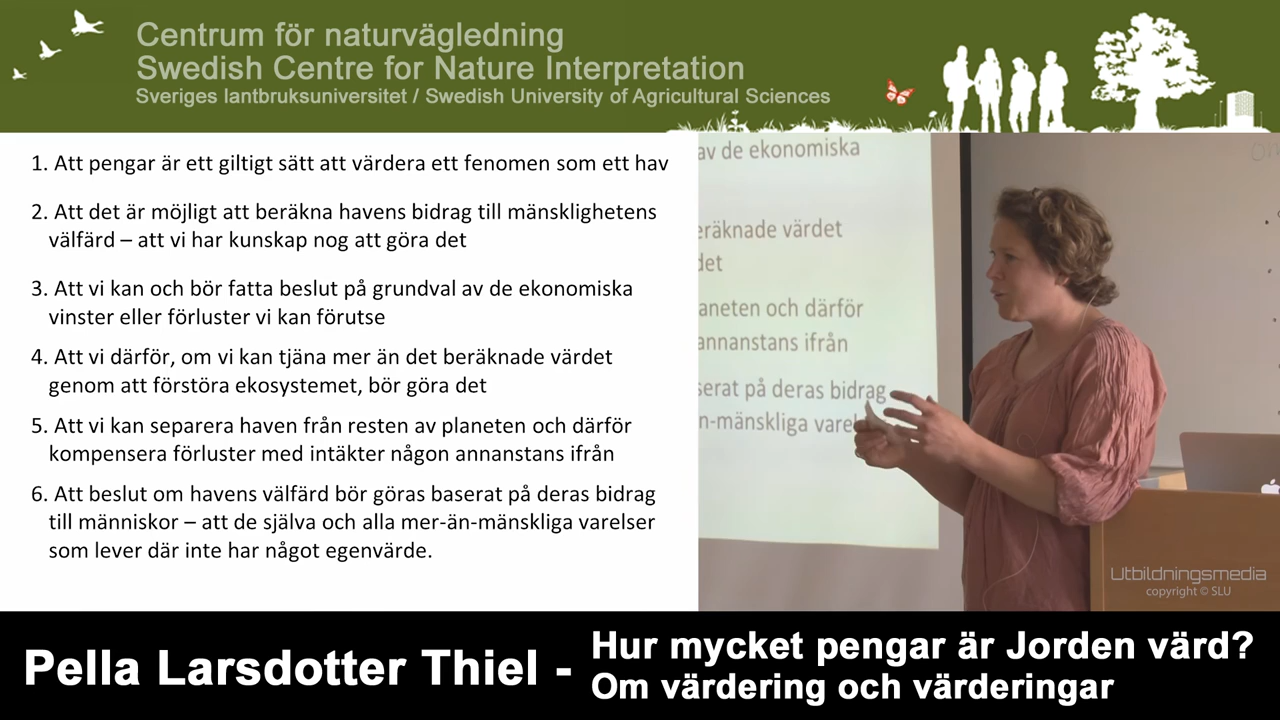 Centrum för naturvägledning
Swedish Centre for Nature Interpretation
Sveriges lantbruksuniversitet / Swedish University of Agricultural Sciences
1. Att pengar är ett giltigt sätt att värdera ett fenomen som ett hav
2. Att det är möjligt att beräkna havens bidrag till mänsklighetens
välfärd – att vi har kunskap nog att göra det
3. Att vi kan och bör fatta beslut på grundval av de ekonomiska
vinster eller förluster vi kan förutse
4. Att vi därför, om vi kan tjäna mer än det beräknade värdet
genom att förstöra ekosystemet, bör göra det
5. Att vi kan separera haven från resten av planeten och därför
kompensera förluster med intäkter någon annanstans ifrån
6. Att beslut om havens välfärd bör göras baserat på deras bidrag
till människor – att de själva och alla mer-än-mänskliga varelser
som lever där inte har något egenvärde.
av de ekonomiska
eräknade värdet
det
aneten och därför
annanstans ifrån
serat på deras bidrag
n-mänskliga
Utbildningsmedia
copyright © SLU
Pella Larsdotter Thiel -
Hur mycket pengar är Jorden värd?
Om värdering och värderingar